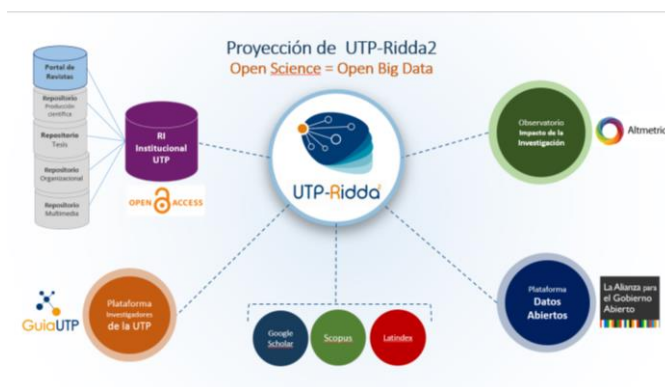 Proyección de UTP-Ridda2
Open Science = Open Big Data
Portal de
Revistas
Repositorio
Producción
científica
Repositorio
Tesis
Repositorio
Organizacional
Repositorio
Multimedia
RI
Institucional
UTP
OPEN ACCESS
UTP-Ridda²
Observatorio
Impacto de la
Investigación
Altmetric
GuiaUTP
Plataforma
Investigadores
de la UTP
Google
Scholar
Scopus
Latindex
Plataforma
Datos
Abiertos
La Alianza para
el Gobierno
Abierto